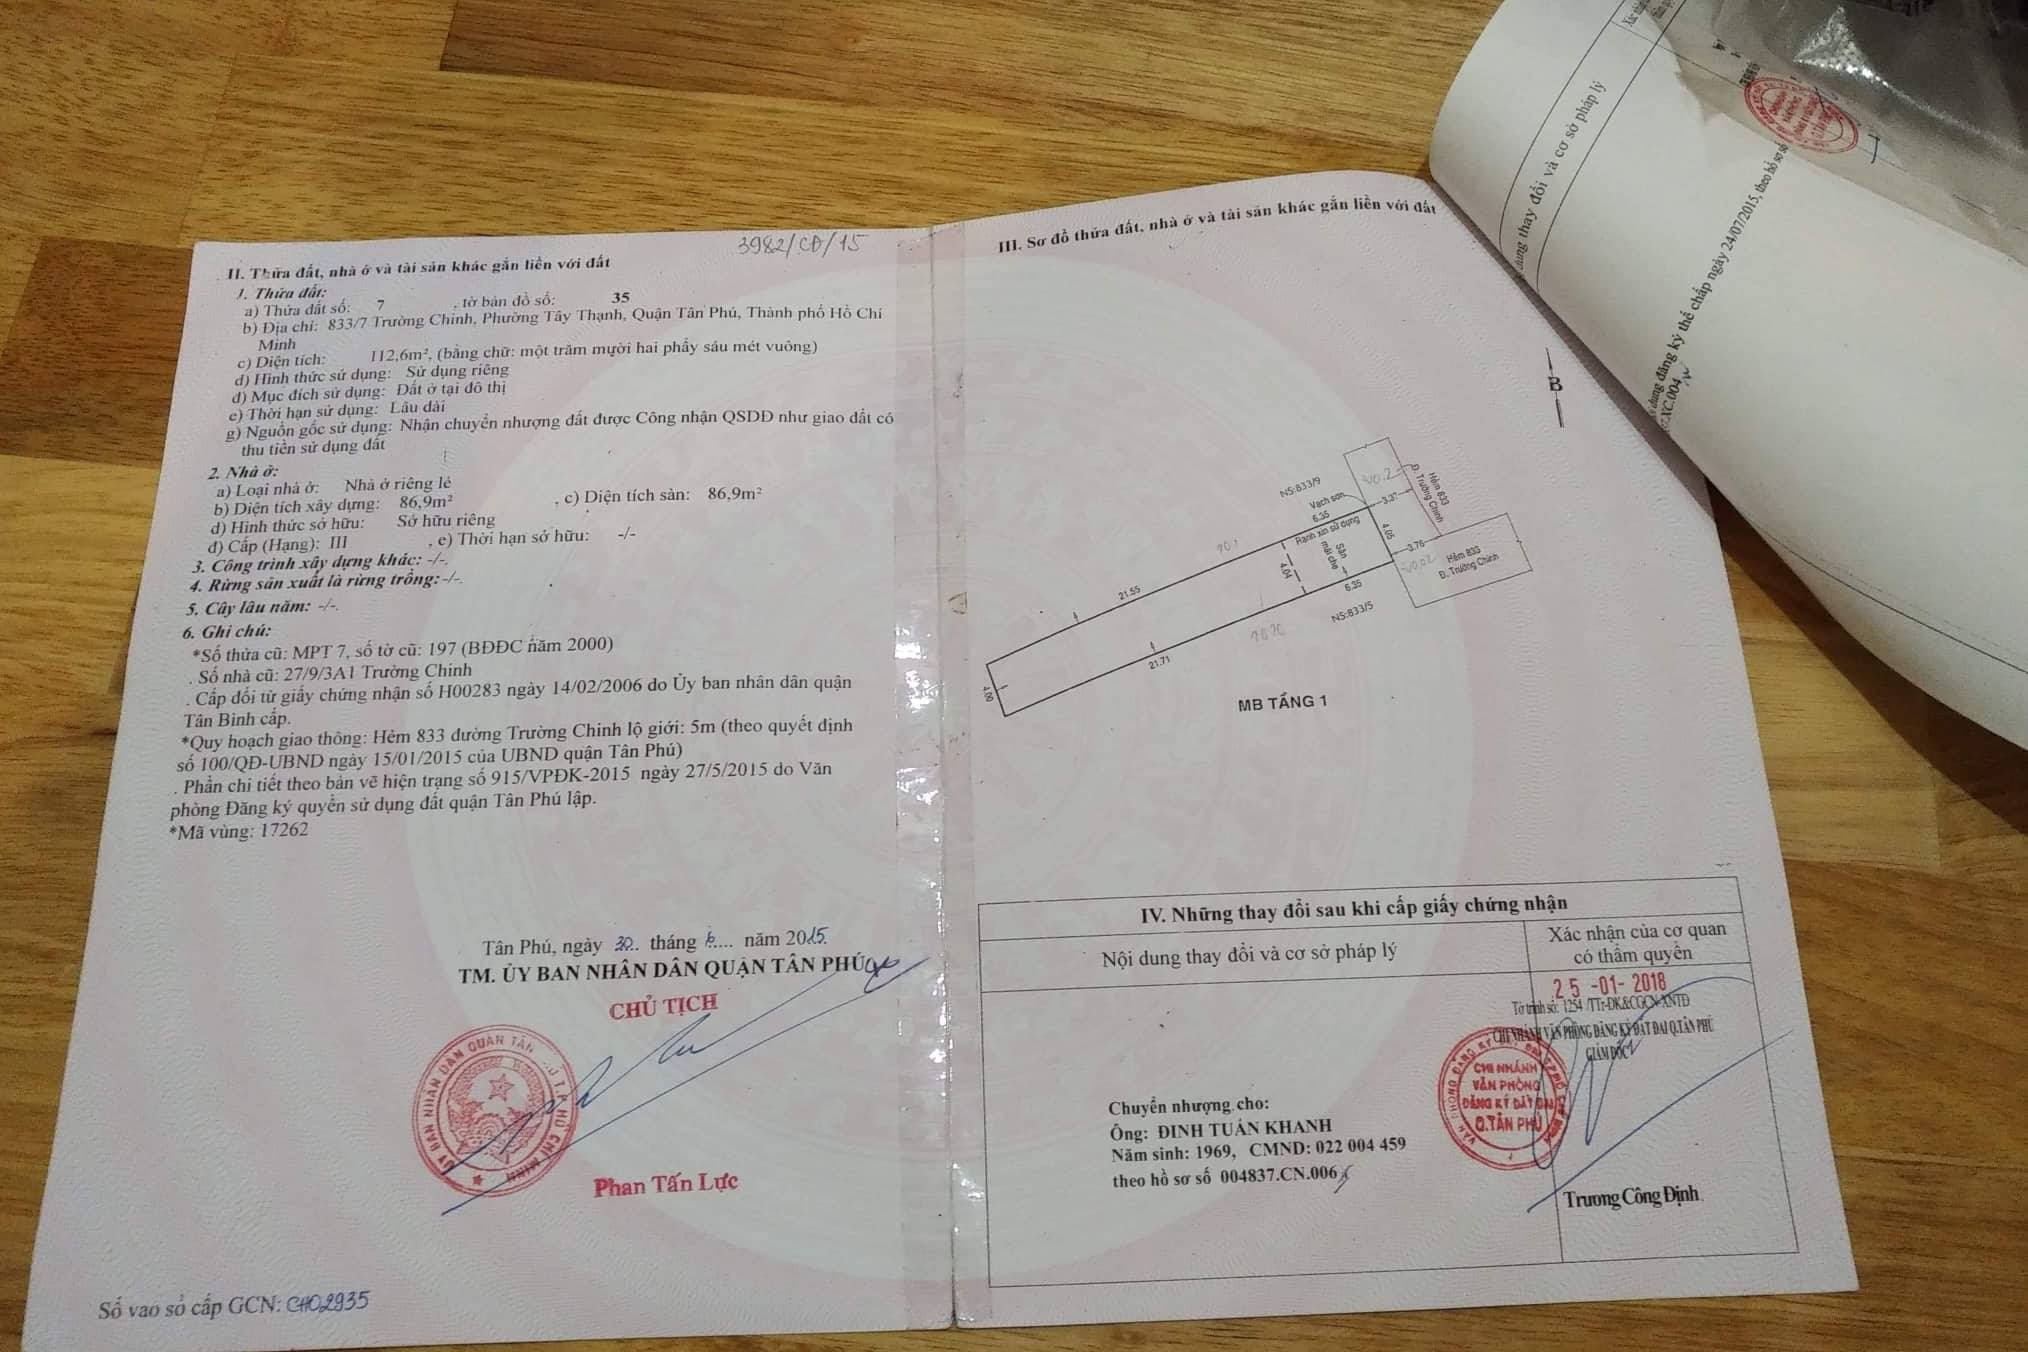 3982/CĐ/15
II. Thửa đất, nhà ở và tài sản khác gắn liền với đất
1. Thửa đất:
a) Thửa đất số: 7 , tờ bản đồ số: 35
b) Địa chỉ: 833/7 Trường Chinh, Phường Tây Thạnh, Quận Tân Phú, Thành phố Hồ Chí
Minh
c) Diện tích: 112,6m², (bằng chữ: một trăm mười hai phẩy sáu mét vuông)
d) Hình thức sử dụng: Sử dụng riêng
đ) Mục đích sử dụng: Đất ở tại đô thị
e) Thời hạn sử dụng: Lâu dài
g) Nguồn gốc sử dụng: Nhận chuyển nhượng đất được Công nhận QSDĐ như giao đất có
thu tiền sử dụng đất
2. Nhà ở:
a) Loại nhà ở: Nhà ở riêng lẻ
b) Diện tích xây dựng: 86,9m² , c) Diện tích sàn: 86,9m²
d) Hình thức sở hữu: Sở hữu riêng
đ) Cấp (Hạng): III , e) Thời hạn sở hữu: -/-
3. Công trình xây dựng khác: -/-.
4. Rừng sản xuất là rừng trồng: -/-.
5. Cây lâu năm: -/-.
6. Ghi chú:
*Số thửa cũ: MPT 7, số tờ cũ: 197 (BĐĐC năm 2000)
. Số nhà cũ: 27/9/3A1 Trường Chinh
. Cấp đổi từ giấy chứng nhận số H00283 ngày 14/02/2006 do Ủy ban nhân dân quận
Tân Bình cấp.
*Quy hoạch giao thông: Hẻm 833 đường Trường Chinh lộ giới: 5m (theo quyết định
số 100/QĐ-UBND ngày 15/01/2015 của UBND quận Tân Phú)
. Phần chi tiết theo bản vẽ hiện trạng số 915/VPĐK-2015 ngày 27/5/2015 do Văn
phòng Đăng ký quyền sử dụng đất quận Tân Phú lập.
*Mã vùng: 17262
Tân Phú, ngày 30 tháng 6 năm 2015
TM. ỦY BAN NHÂN DÂN QUẬN TÂN PHÚ
CHỦ TỊCH
ỦY BAN NHÂN DÂN QUẬN TÂN PHÚ T.P. HỒ CHÍ MINH
Phan Tấn Lực
Số vào sổ cấp GCN: CH02935
III. Sơ đồ thửa đất, nhà ở và tài sản khác gắn liền với đất
B
NS:833/9
Vạch sơn
6.35
Ranh xin sử dụng
Sân
mái che
4.04
4.05
3.37
3.76
Hẻm 833
Đ. Trường Chinh
Hẻm 833
Đ. Trường Chinh
6.35
NS:833/5
21.55
21.71
4.00
MB TẦNG 1
IV. Những thay đổi sau khi cấp giấy chứng nhận
Nội dung thay đổi và cơ sở pháp lý
Xác nhận của cơ quan
có thẩm quyền
25 -01- 2018
Tờ trình số: 1254 /TTr-ĐK&CGCN-XNTĐ
CHI NHÁNH VĂN PHÒNG ĐĂNG KÝ ĐẤT ĐAI Q.TÂN PHÚ
GIÁM ĐỐC
CHI NHÁNH
VĂN PHÒNG
ĐĂNG KÝ ĐẤT ĐAI
Q.TÂN PHÚ
Trương Công Định
Chuyển nhượng cho:
Ông: ĐINH TUẤN KHANH
Năm sinh: 1969, CMND: 022 004 459
theo hồ sơ số 004837.CN.006
dung thay đổi và cơ sở pháp lý
dung đăng ký thế chấp ngày 24/07/2015, theo hồ sơ số
XC.004